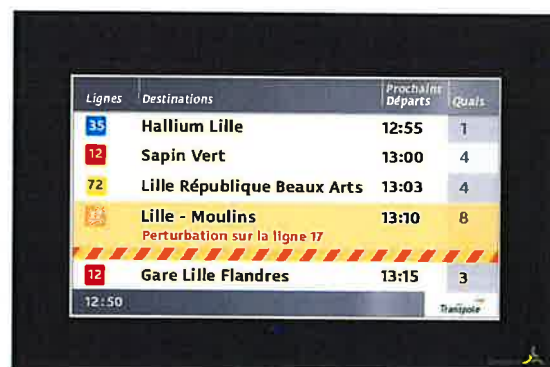 Lignes Destinations Prochains Départs Quais
35 Hallium Lille 12:55 1
12 Sapin Vert 13:00 4
72 Lille République Beaux Arts 13:03 4
Lille - Moulins 13:10 8
Perturbation sur la ligne 17
12 Gare Lille Flandres 13:15 3
12:50 Transpole